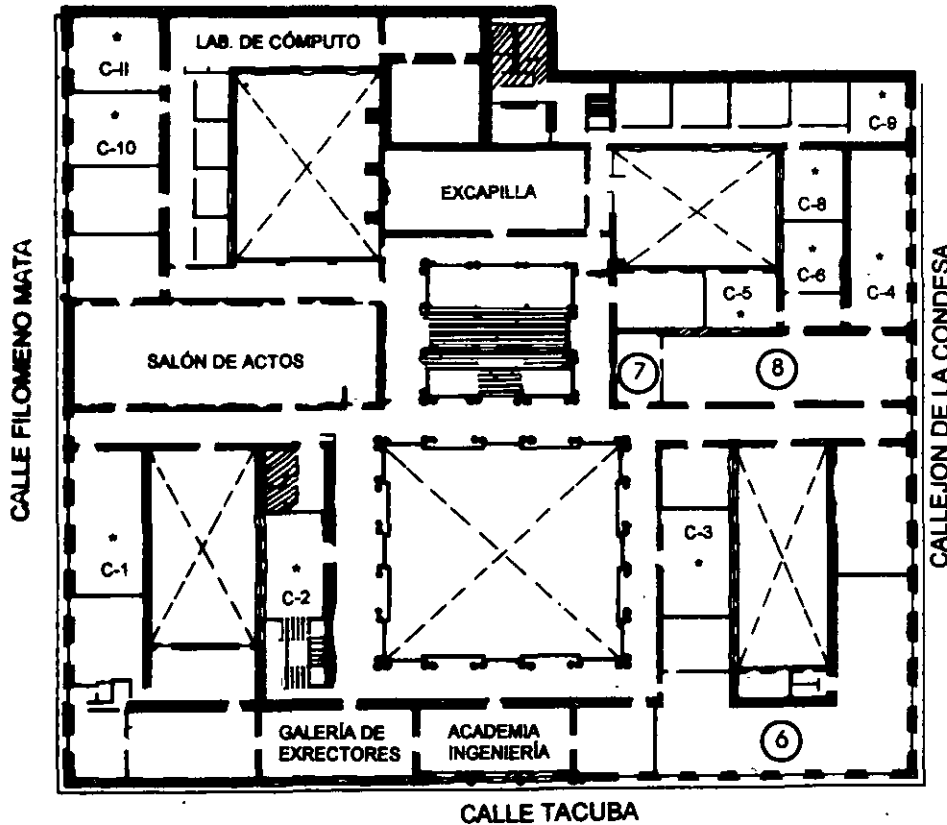 *
C-11
LAB. DE CÓMPUTO
*
C-10
*
C-9
EXCAPILLA
*
C-8
*
C-6
*
C-4
C-5
*
SALÓN DE ACTOS
7
8
CALLE FILOMENO MATA
CALLEJON DE LA CONDESA
*
C-1
*
C-2
C-3
*
GALERÍA DE
EXRECTORES
ACADEMIA
INGENIERÍA
6
CALLE TACUBA